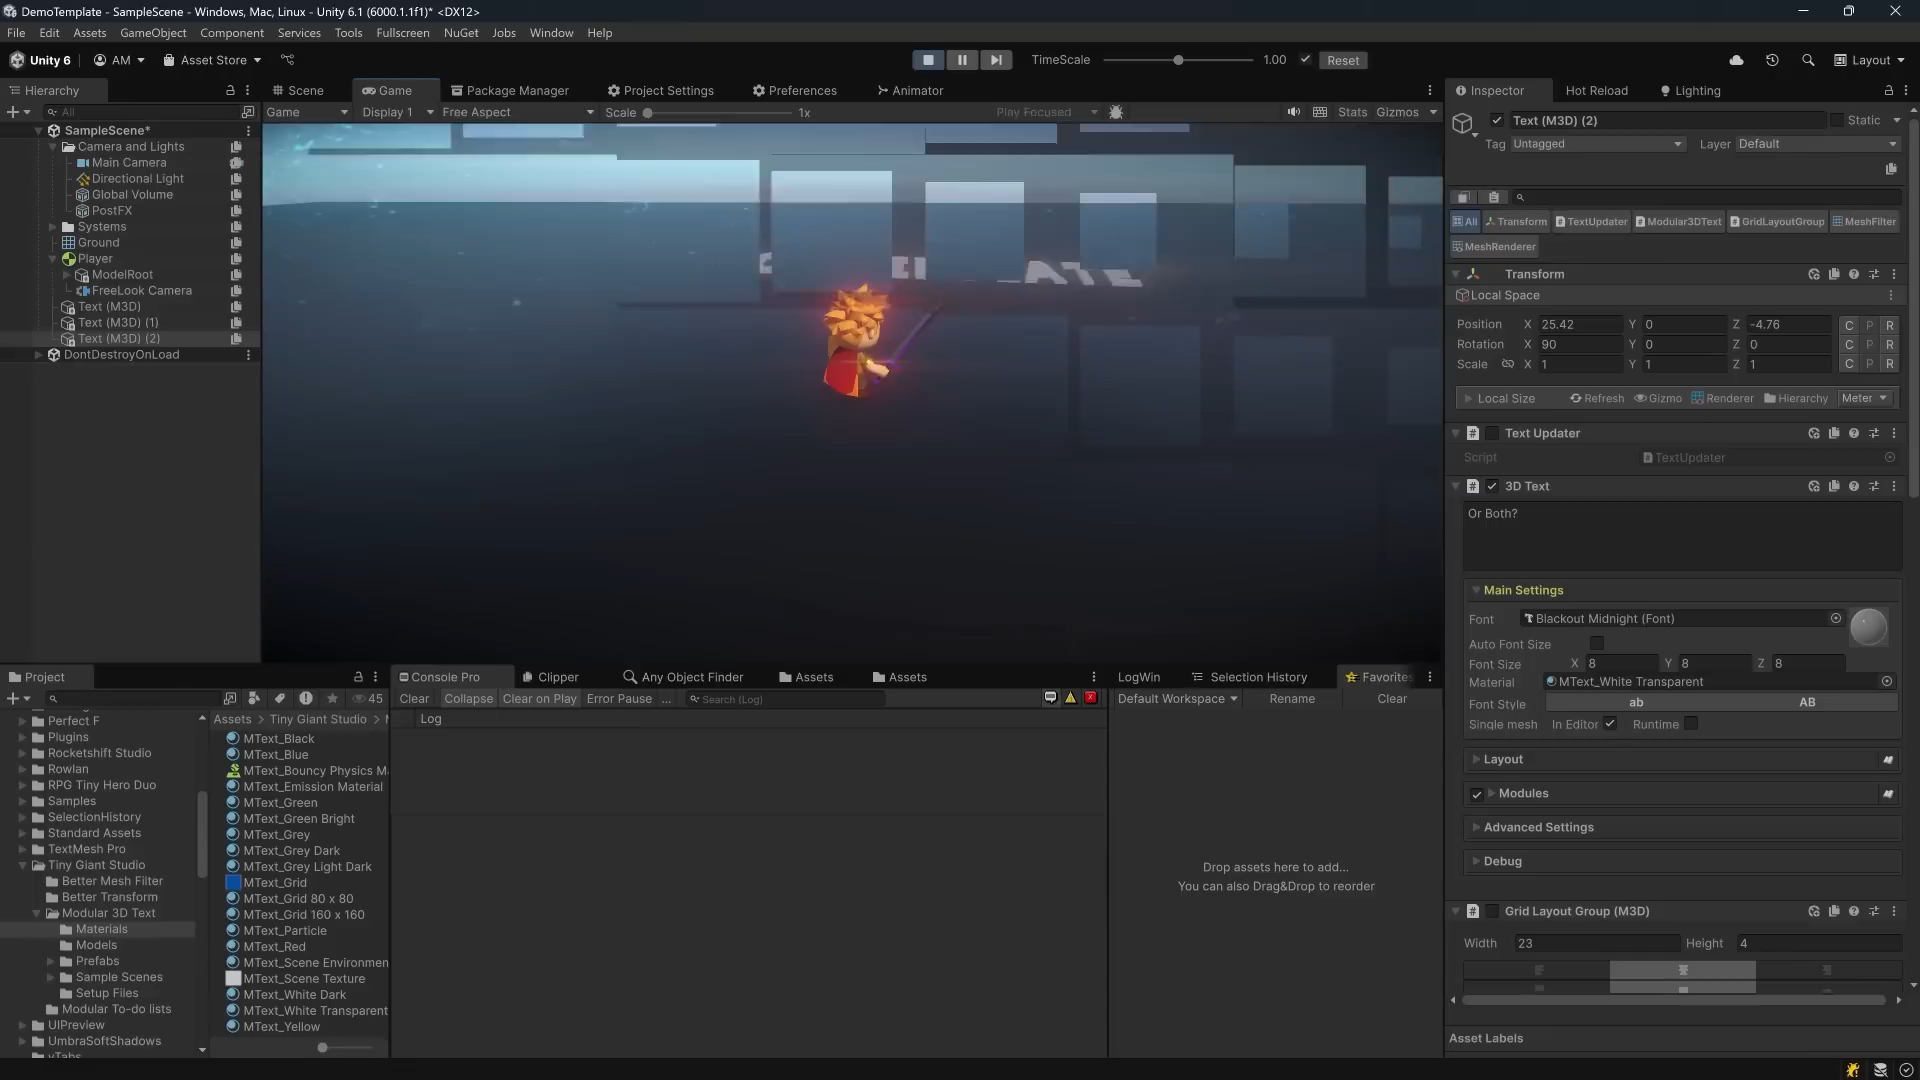 DemoTemplate - SampleScene - Windows, Mac, Linux - Unity 6.1 (6000.1.1f1)* <DX12>
File Edit Assets GameObject Component Services Tools Fullscreen NuGet Jobs Window Help
Unity 6 AM Asset Store TimeScale 1.00 Reset Layout
Hierarchy Scene Game Package Manager Project Settings Preferences Animator Inspector Hot Reload Lighting
All Game Display 1 Free Aspect Scale 1x Play Focused Stats Gizmos
SampleScene*
Camera and Lights
Main Camera
Directional Light
Global Volume
PostFX
Systems
Ground
Player
ModelRoot
FreeLook Camera
Text (M3D)
Text (M3D) (1)
Text (M3D) (2)
DontDestroyOnLoad
Text (M3D) (2) Static
Tag Untagged Layer Default
All Transform TextUpdater Modular3DText GridLayoutGroup MeshFilter
MeshRenderer
Transform
Local Space
Position X 25.42 Y 0 Z -4.76 C P R
Rotation X 90 Y 0 Z 0 C P R
Scale X 1 Y 1 Z 1 C P R
Local Size Refresh Gizmo Renderer Hierarchy Meter
Text Updater
Script TextUpdater
3D Text
Or Both?
Main Settings
Font Blackout Midnight (Font)
Auto Font Size
Font Size X 8 Y 8 Z 8
Material MText_White Transparent
Font Style ab AB
Single mesh In Editor Runtime
Layout
Modules
Advanced Settings
Debug
Grid Layout Group (M3D)
Width 23 Height 4
Asset Labels
Project
45
Perfect F
Plugins
Rocketshift Studio
Rowlan
RPG Tiny Hero Duo
Samples
SelectionHistory
Standard Assets
TextMesh Pro
Tiny Giant Studio
Better Mesh Filter
Better Transform
Modular 3D Text
Materials
Models
Prefabs
Sample Scenes
Setup Files
Modular To-do lists
UIPreview
UmbraSoftShadows
Assets > Tiny Giant Studio >
MText_Black
MText_Blue
MText_Bouncy Physics M
MText_Emission Material
MText_Green
MText_Green Bright
MText_Grey
MText_Grey Dark
MText_Grey Light Dark
MText_Grid
MText_Grid 80 x 80
MText_Grid 160 x 160
MText_Particle
MText_Red
MText_Scene Environmen
MText_Scene Texture
MText_White Dark
MText_White Transparent
MText_Yellow
Console Pro Clipper Any Object Finder Assets Assets
Clear Collapse Clear on Play Error Pause ... Search (Log)
Log
LogWin Selection History Favorites
Default Workspace Rename Clear
Drop assets here to add...
You can also Drag&Drop to reorder